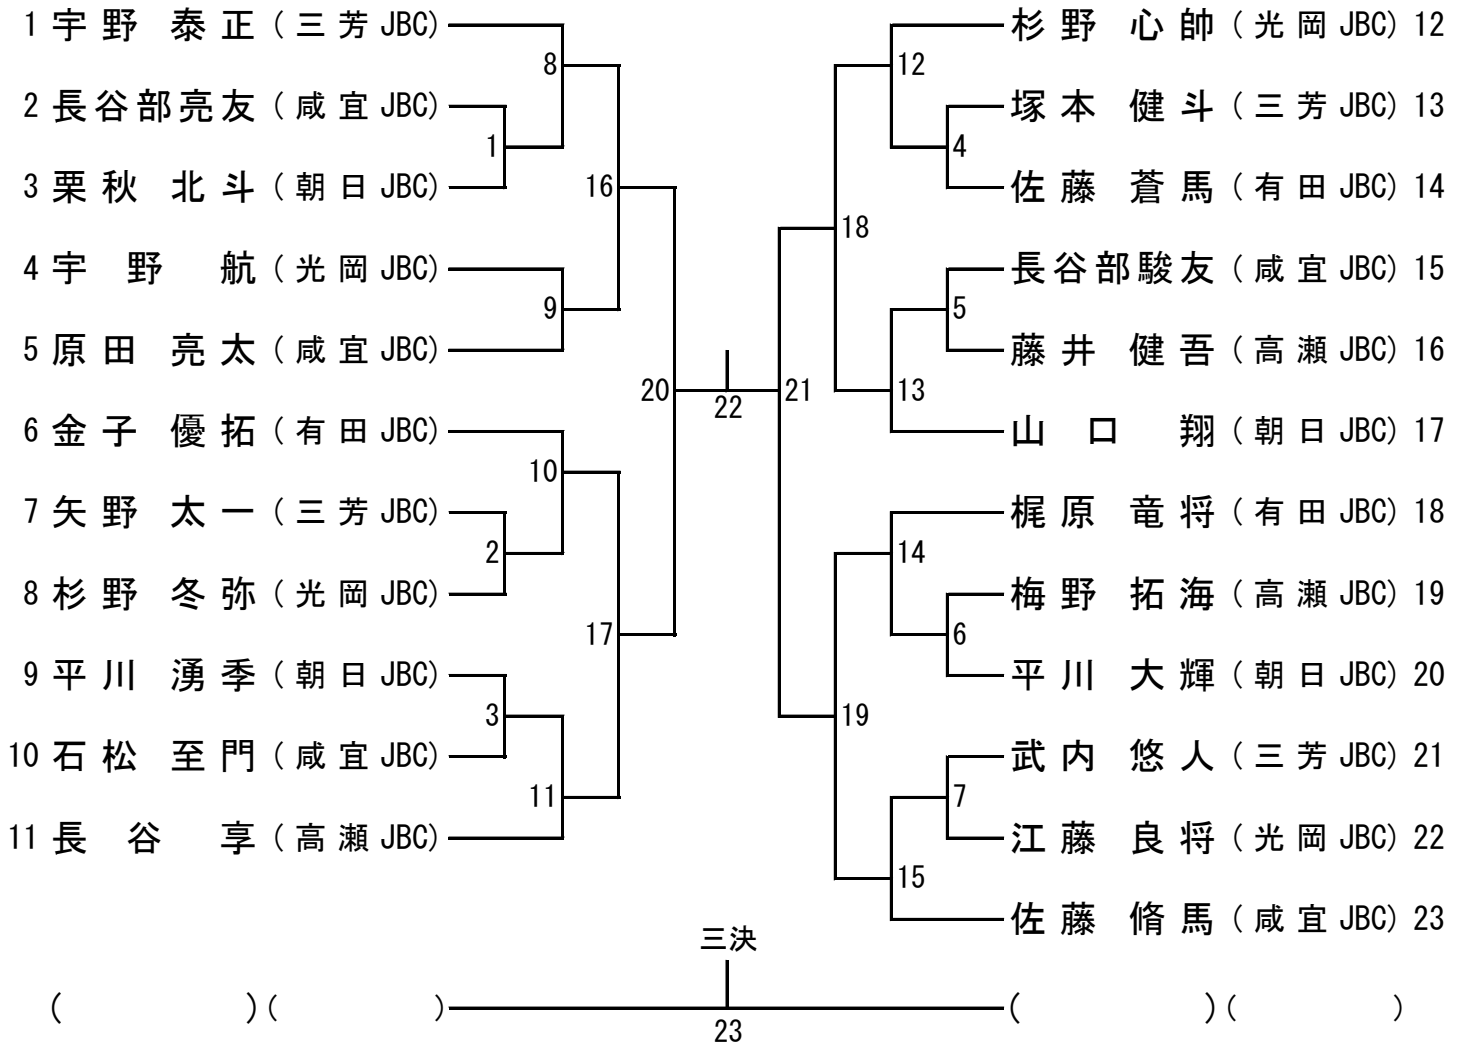 1 宇野 泰正 (三芳 JBC)
2 長谷部亮友 (咸宜 JBC)
3 栗秋 北斗 (朝日 JBC)
4 宇野 航 (光岡 JBC)
5 原田 亮太 (咸宜 JBC)
6 金子 優拓 (有田 JBC)
7 矢野 太一 (三芳 JBC)
8 杉野 冬弥 (光岡 JBC)
9 平川 湧季 (朝日 JBC)
10 石松 至門 (咸宜 JBC)
11 長谷 享 (高瀬 JBC)
8
1
16
9
20
10
2
17
3
11
22
21
12
4
18
5
13
14
6
19
7
15
杉野 心帥 (光岡 JBC) 12
塚本 健斗 (三芳 JBC) 13
佐藤 蒼馬 (有田 JBC) 14
長谷部駿友 (咸宜 JBC) 15
藤井 健吾 (高瀬 JBC) 16
山口 翔 (朝日 JBC) 17
梶原 竜将 (有田 JBC) 18
梅野 拓海 (高瀬 JBC) 19
平川 大輝 (朝日 JBC) 20
武内 悠人 (三芳 JBC) 21
江藤 良将 (光岡 JBC) 22
佐藤 脩馬 (咸宜 JBC) 23
三決
( ) ( ) ( ) ( )
23